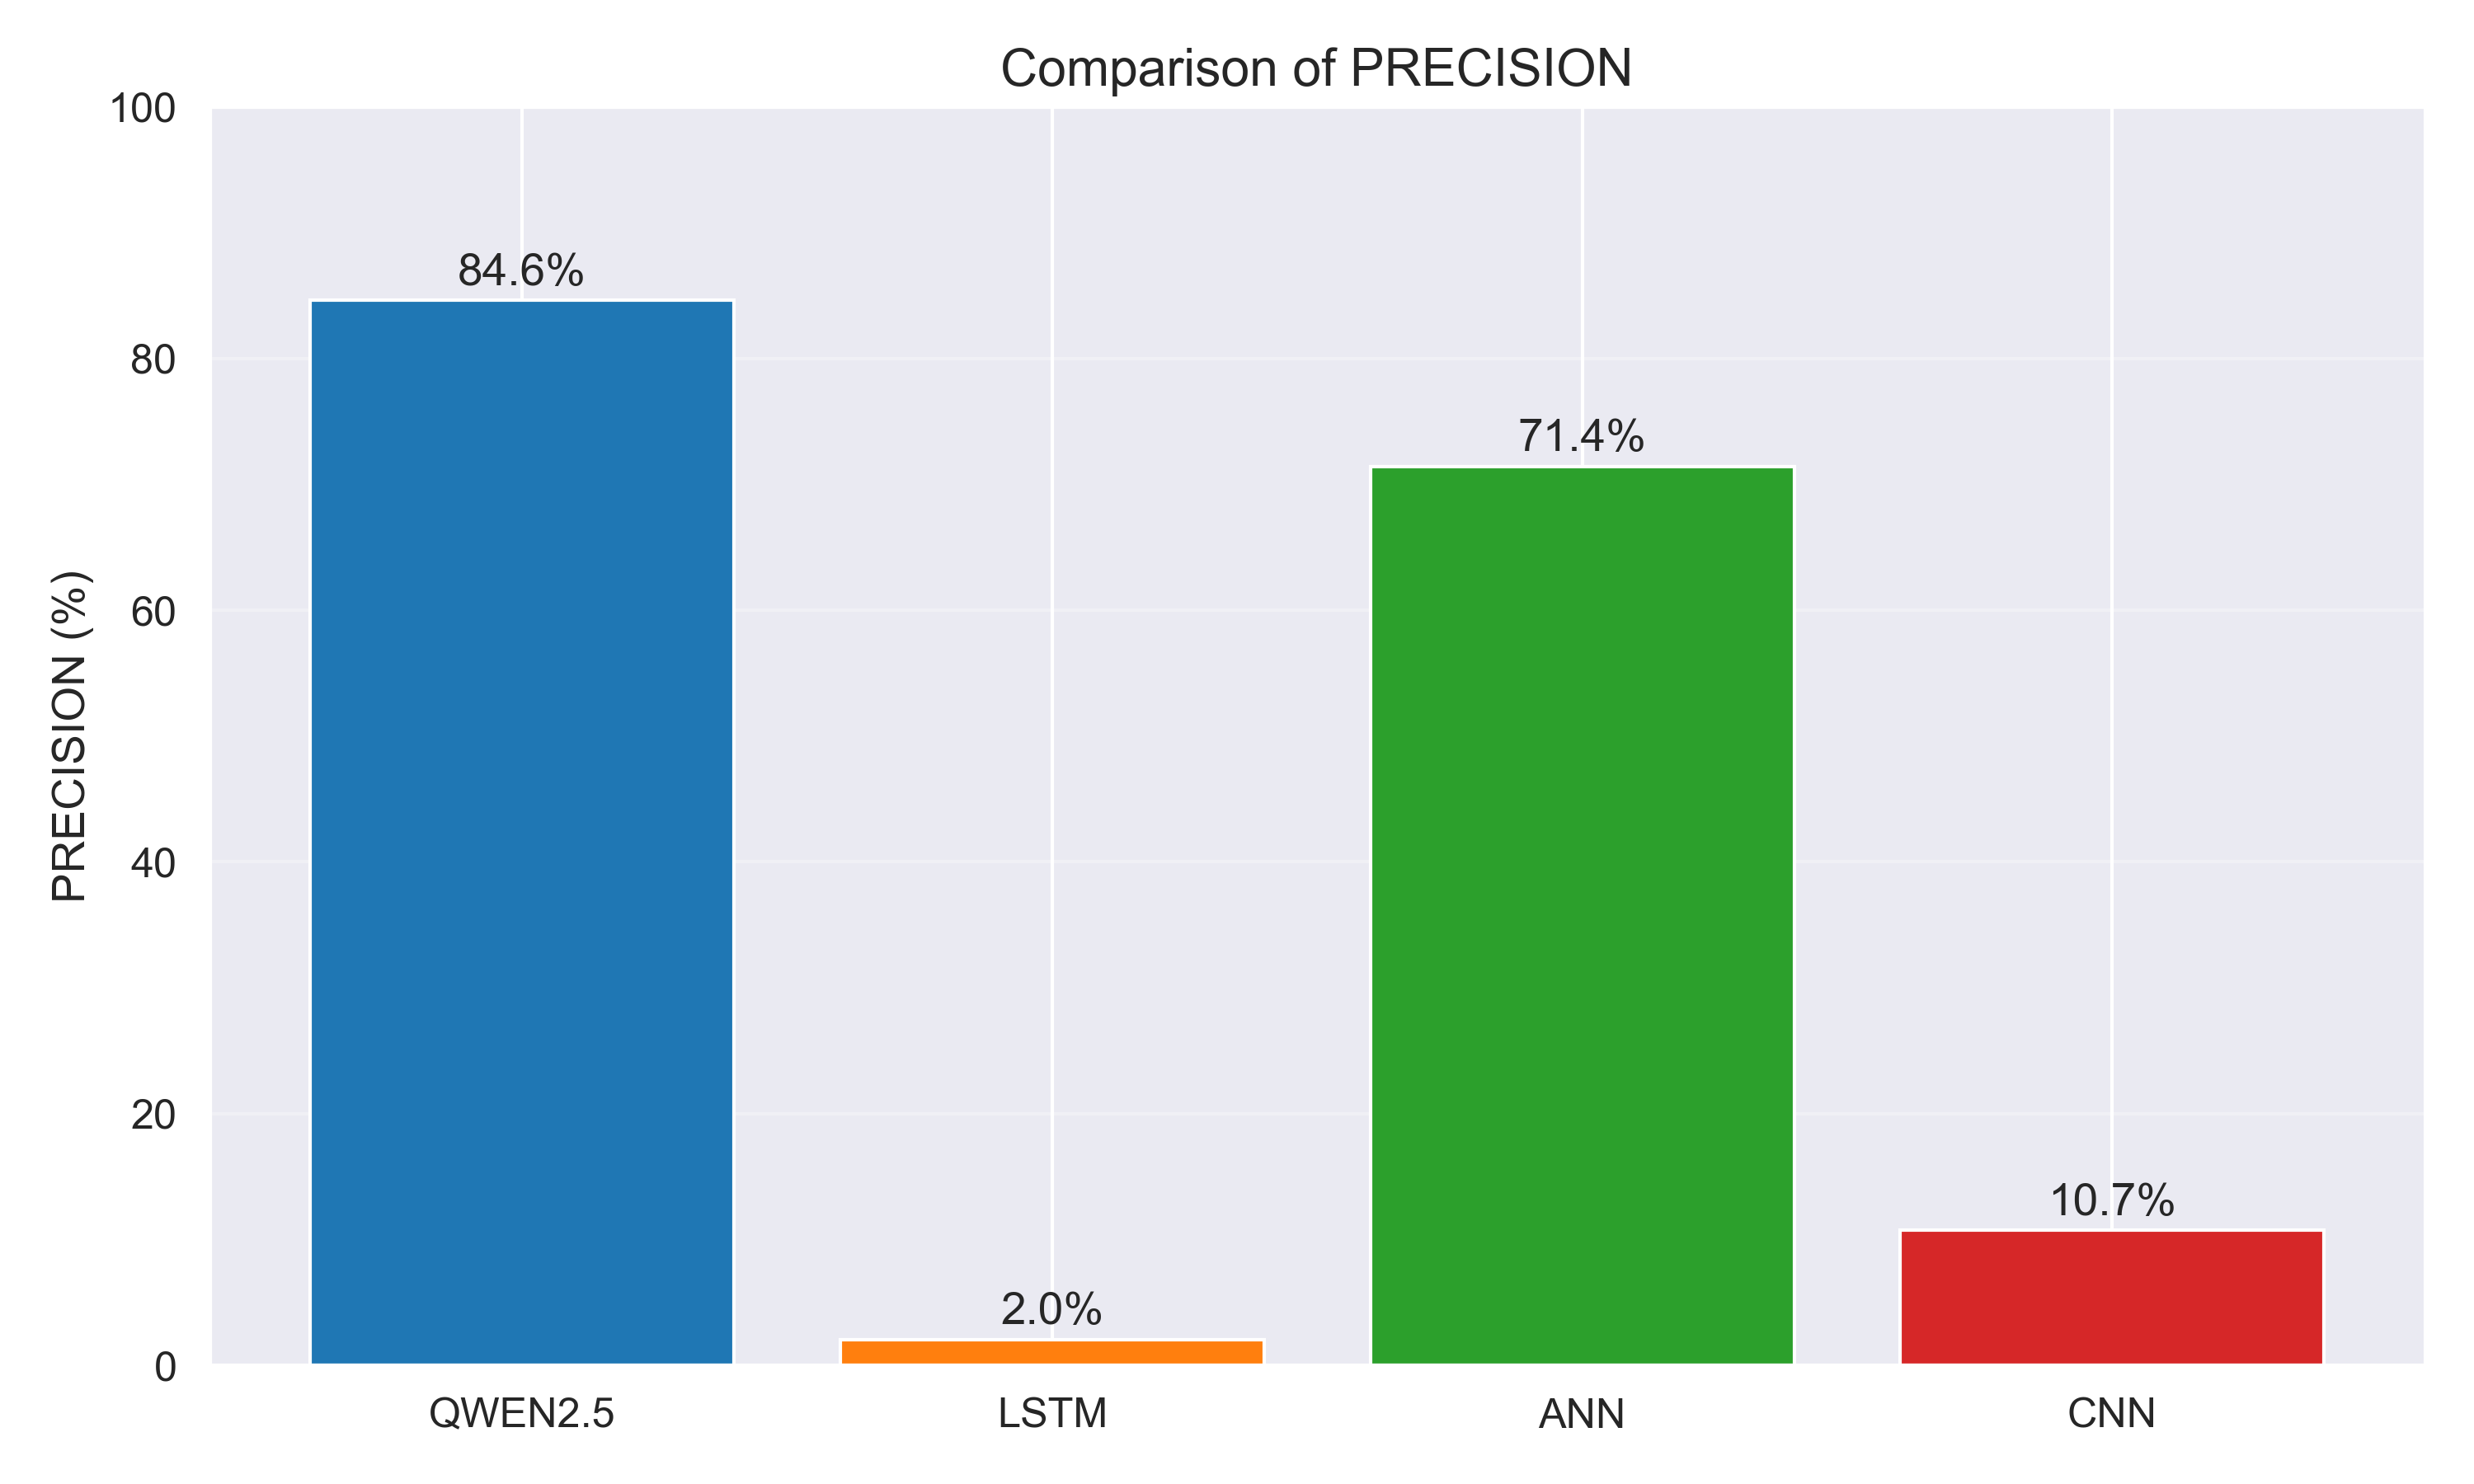 Comparison of PRECISION
PRECISION (%)
100
80
60
40
20
0
84.6%
2.0%
71.4%
10.7%
QWEN2.5
LSTM
ANN
CNN